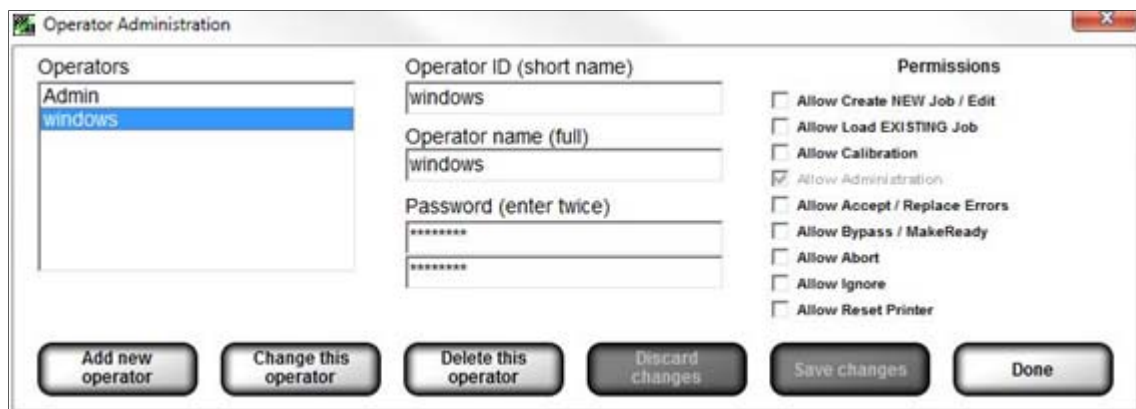 Operator Administration
Operators
Admin
windows
Operator ID (short name)
windows
Operator name (full)
windows
Password (enter twice)
********
********
Permissions
Allow Create NEW Job / Edit
Allow Load EXISTING Job
Allow Calibration
Allow Administration
Allow Accept / Replace Errors
Allow Bypass / MakeReady
Allow Abort
Allow Ignore
Allow Reset Printer
Add new
operator
Change this
operator
Delete this
operator
Discard
changes
Save changes
Done